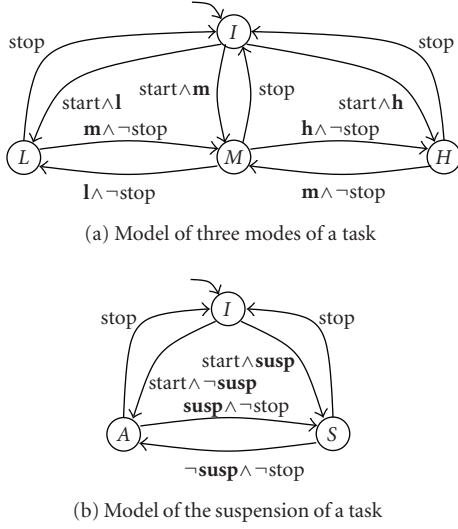 I
stop
stop
start∧m
stop
start∧l
start∧h
m∧¬stop
h∧¬stop
L
M
H
l∧¬stop
m∧¬stop
(a) Model of three modes of a task
I
stop
stop
start∧susp
start∧¬susp
susp∧¬stop
A
S
¬susp∧¬stop
(b) Model of the suspension of a task